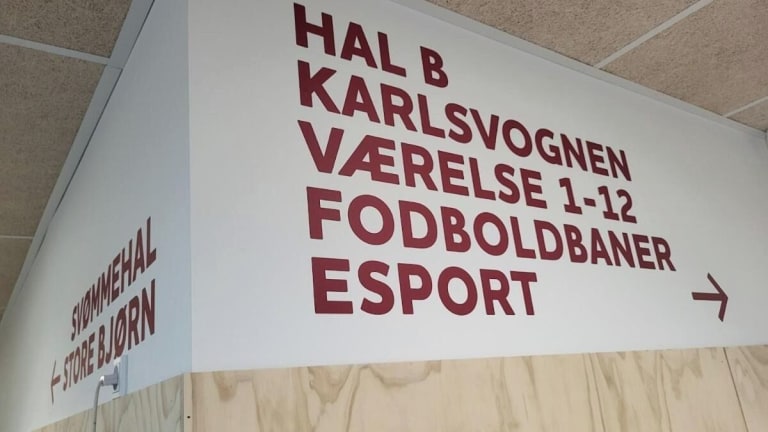 HAL B
KARLSVOGNEN
VÆRELSE 1-12
FODBOLDBANER
ESPORT →
SVØMMEHAL
← STORE BJØRN